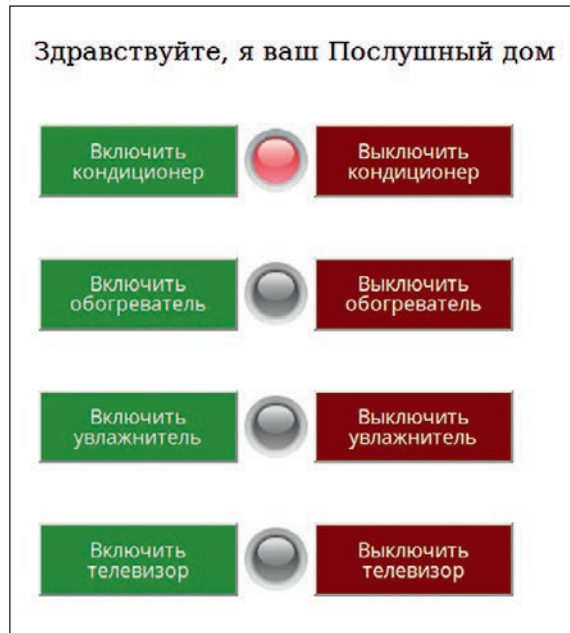 Здравствуйте, я ваш Послушный дом
Включить
кондиционер
Выключить
кондиционер
Включить
обогреватель
Выключить
обогреватель
Включить
увлажнитель
Выключить
увлажнитель
Включить
телевизор
Выключить
телевизор